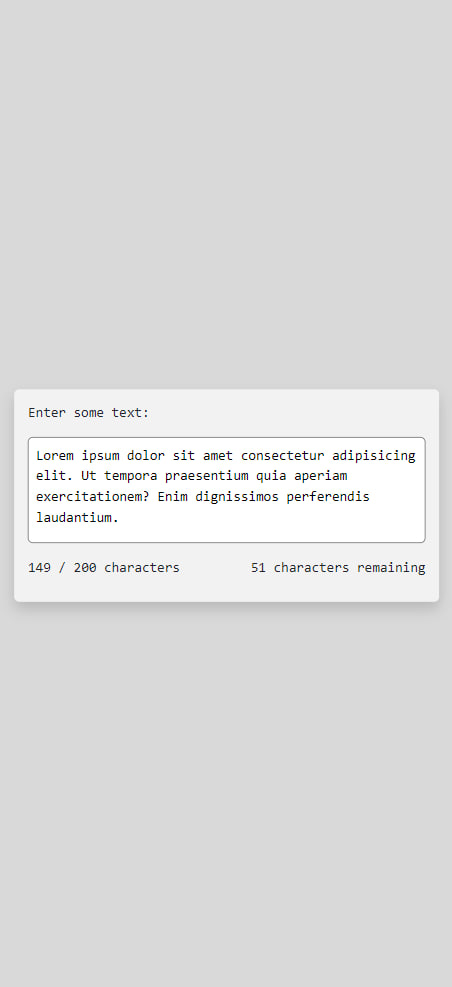 Enter some text:
Lorem ipsum dolor sit amet consectetur adipisicing
elit. Ut tempora praesentium quia aperiam
exercitationem? Enim dignissimos perferendis
laudantium.
149 / 200 characters 51 characters remaining